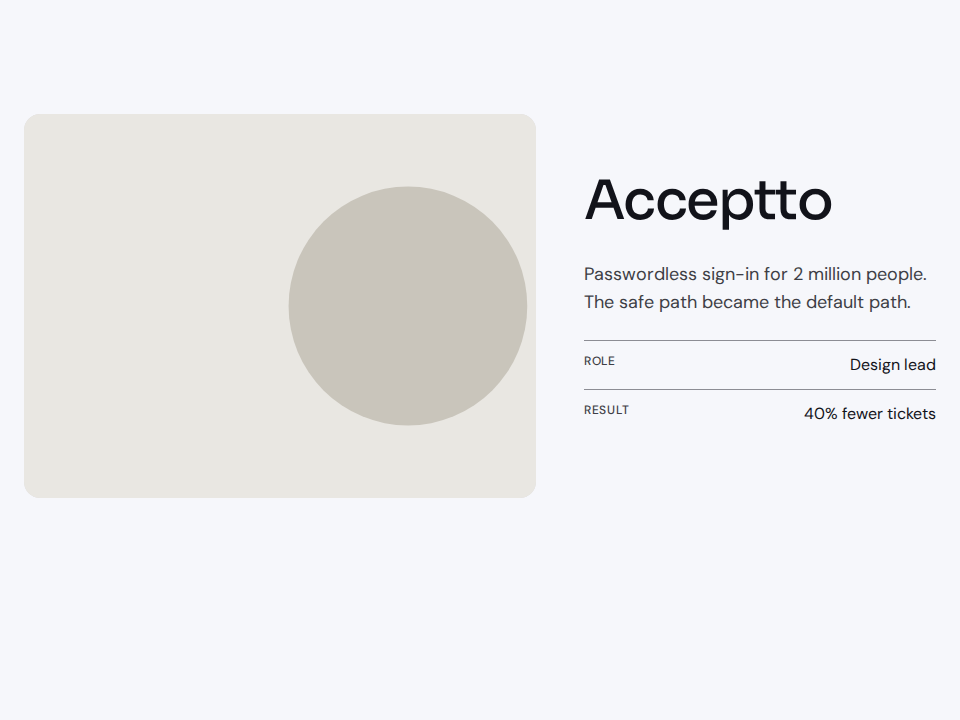 Acceptto
Passwordless sign-in for 2 million people.
The safe path became the default path.
ROLE
Design lead
RESULT
40% fewer tickets